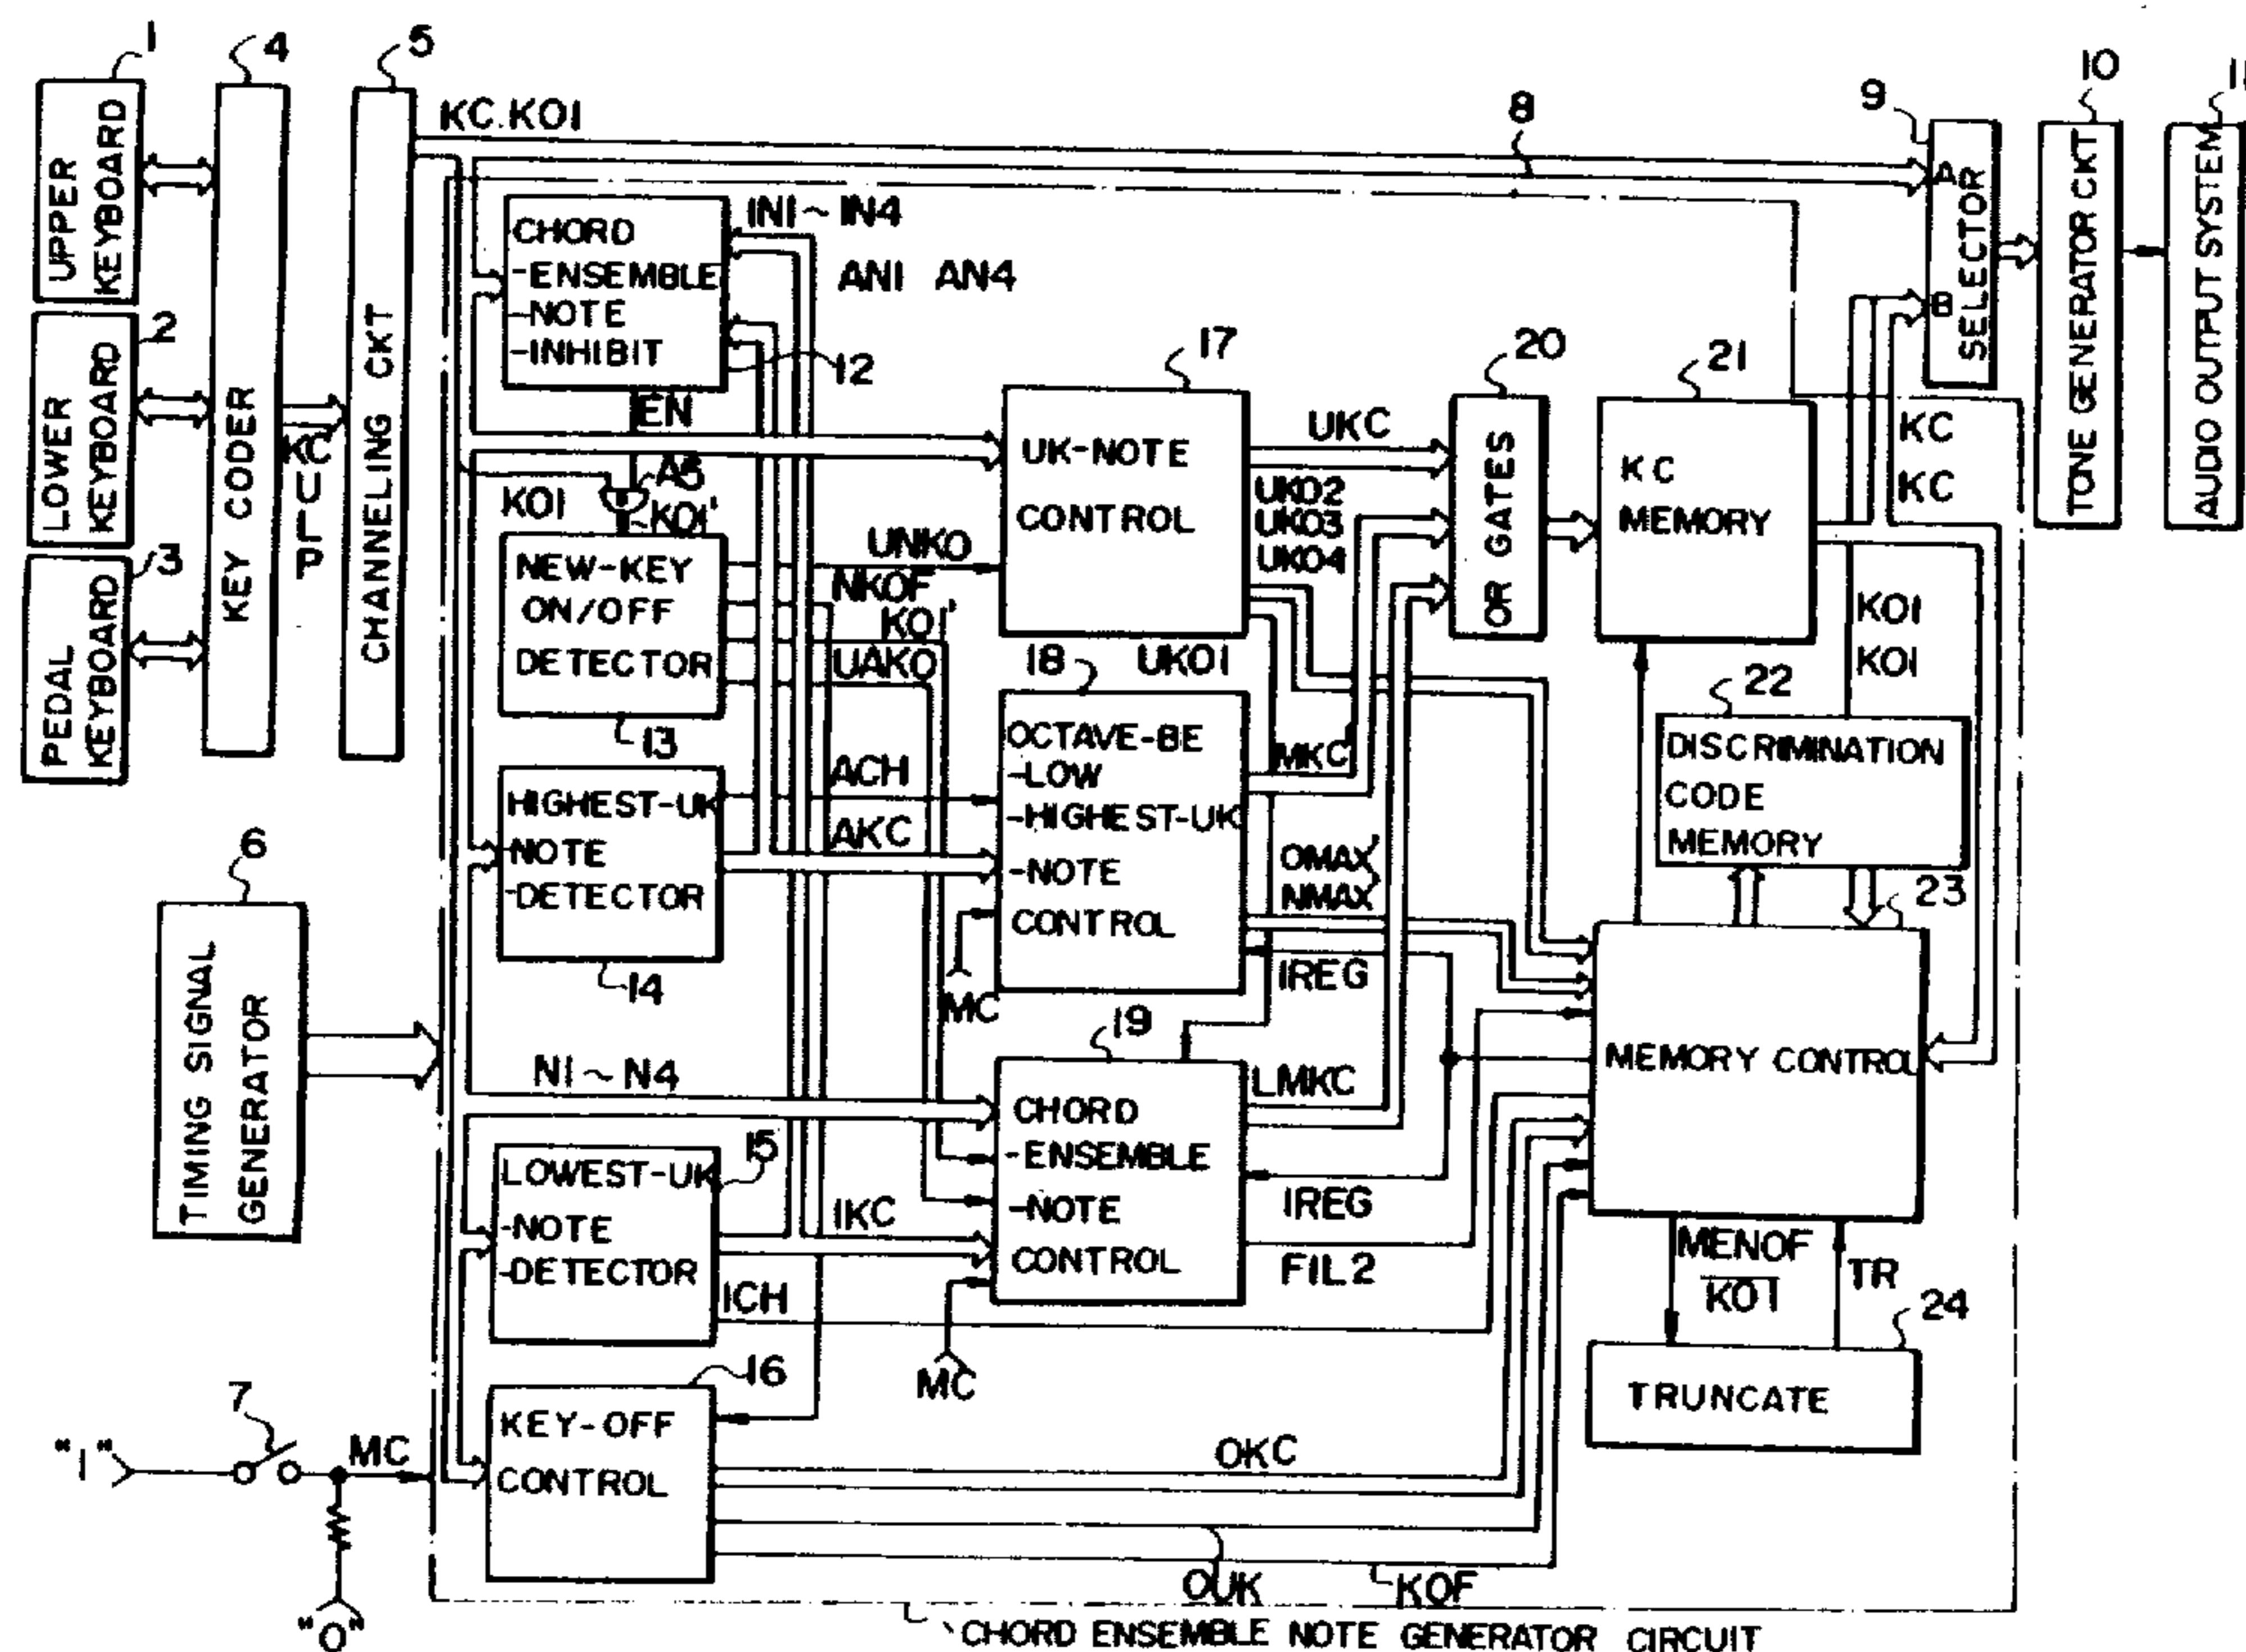 1
UPPER
KEYBOARD
2
LOWER
KEYBOARD
3
PEDAL
KEYBOARD
4
KEY CODER
KC
U
L
P
5
CHANNELING CKT
6
TIMING SIGNAL
GENERATOR
7
"1"
MC
"0"
KC.KO1
8
9
A
B
SELECTOR
10
TONE GENERATOR CKT
AUDIO OUTPUT SYSTEM
CHORD
-ENSEMBLE
-NOTE
-INHIBIT
12
IN1~IN4
AN1 AN4
EN
A5
KO1
KO1'
NEW-KEY
ON/OFF
DETECTOR
13
UNKO
NKOF
KO1'
UAKO
HIGHEST-UK
-NOTE
-DETECTOR
14
ACH
AKC
N1~N4
LOWEST-UK
-NOTE
-DETECTOR
15
IKC
ICH
KEY-OFF
CONTROL
16
OKC
OUK
KOF
17
UK-NOTE
CONTROL
UKC
UKO2
UKO3
UKO4
UKO1
18
OCTAVE-BE
-LOW
-HIGHEST-UK
-NOTE
CONTROL
MKC
OMAX'
NMAX'
IREG
MC
19
CHORD
-ENSEMBLE
-NOTE
CONTROL
LMKC
IREG
FIL2
MC
20
OR GATES
21
KC
MEMORY
KC
KC
KO1
KO1
22
DISCRIMINATION
CODE
MEMORY
23
MEMORY CONTROL
MENOF
KO1
TR
24
TRUNCATE
CHORD ENSEMBLE NOTE GENERATOR CIRCUIT